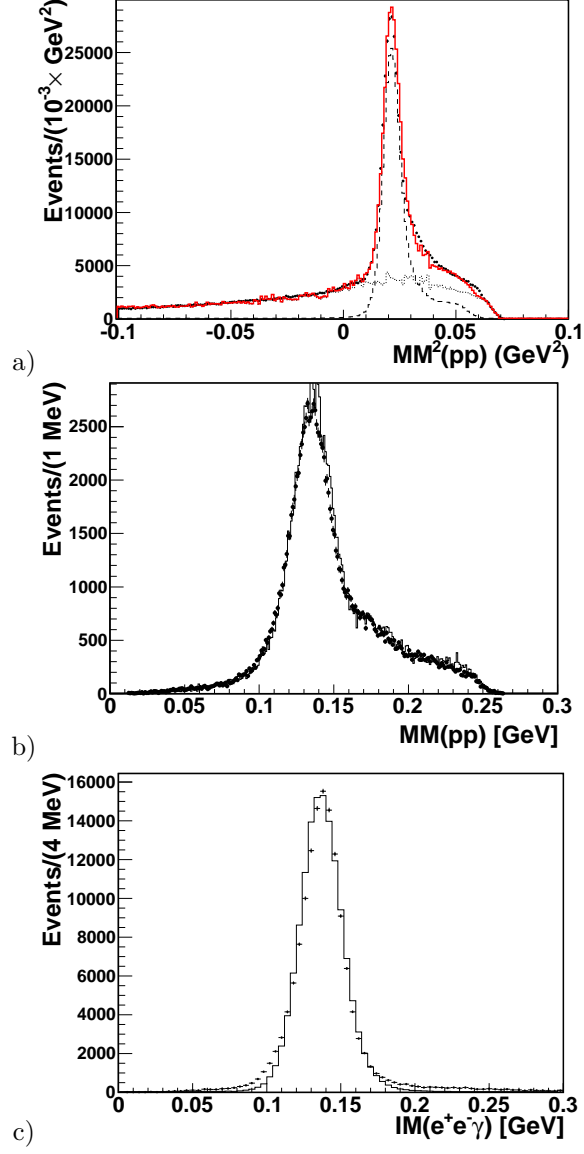 Events/(10⁻³× GeV²)
25000
20000
15000
10000
5000
0
-0.1 -0.05 0 0.05 0.1
MM²(pp) (GeV²)
a)
Events/(1 MeV)
2500
2000
1500
1000
500
0
0 0.05 0.1 0.15 0.2 0.25 0.3
MM(pp) [GeV]
b)
Events/(4 MeV)
16000
14000
12000
10000
8000
6000
4000
2000
0
0 0.05 0.1 0.15 0.2 0.25 0.3
IM(e⁺e⁻γ) [GeV]
c)